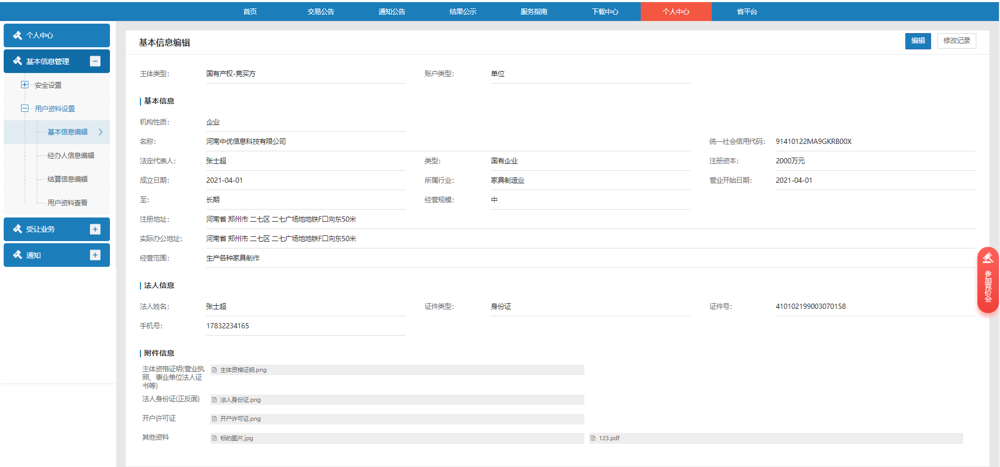 首页 交易公告 通知公告 结果公示 服务指南 下载中心 个人中心 省平台
个人中心
基本信息管理
安全设置
用户资料设置
基本信息编辑
经办人信息编辑
结算信息编辑
用户资料查看
受让业务
通知
基本信息编辑
编辑 修改记录
主体类型: 国有产权-竞买方 账户类型: 单位
基本信息
机构性质: 企业
名称: 河南中优信息科技有限公司 统一社会信用代码: 91410122MA9GKRB00X
法定代表人: 张士超 类型: 国有企业 注册资本: 2000万元
成立日期: 2021-04-01 所属行业: 家具制造业 营业开始日期: 2021-04-01
至: 长期 经营规模: 中
注册地址: 河南省 郑州市 二七区 二七广场地地铁F口向东50米
实际办公地址: 河南省 郑州市 二七区 二七广场地地铁F口向东50米
经营范围: 生产各种家具制作
法人信息
法人姓名: 张士超 证件类型: 身份证 证件号: 410102199003070158
手机号: 17832234165
附件信息
主体资格证明(营业执
照、事业单位法人证
书等)
主体资格证明.png
法人身份证(正反面) 法人身份证.png
开户许可证 开户许可证.png
其他资料 标的图片.jpg 123.pdf
参加竞价会